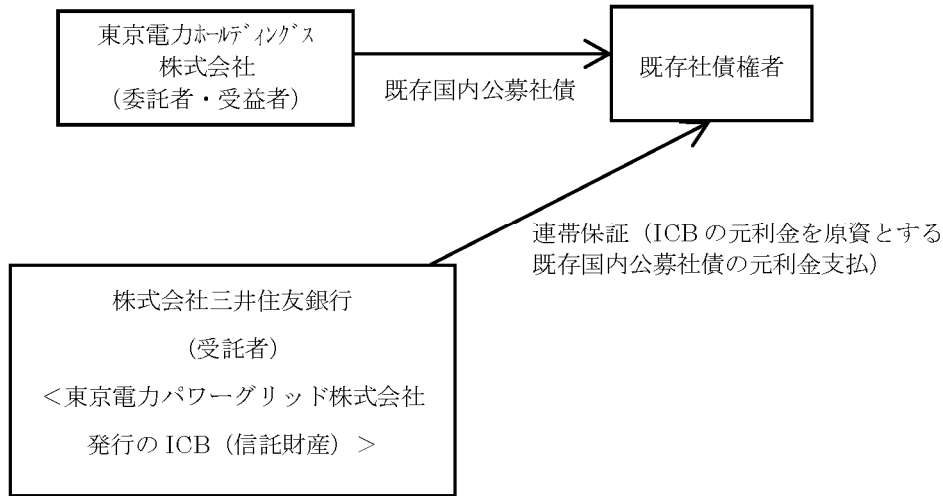 東京電力ﾎｰﾙﾃﾞｨﾝｸﾞｽ
株式会社
（委託者・受益者）
既存国内公募社債
既存社債権者
連帯保証（ICB の元利金を原資とする
既存国内公募社債の元利金支払）
株式会社三井住友銀行
（受託者）
＜東京電力パワーグリッド株式会社
発行の ICB（信託財産）＞